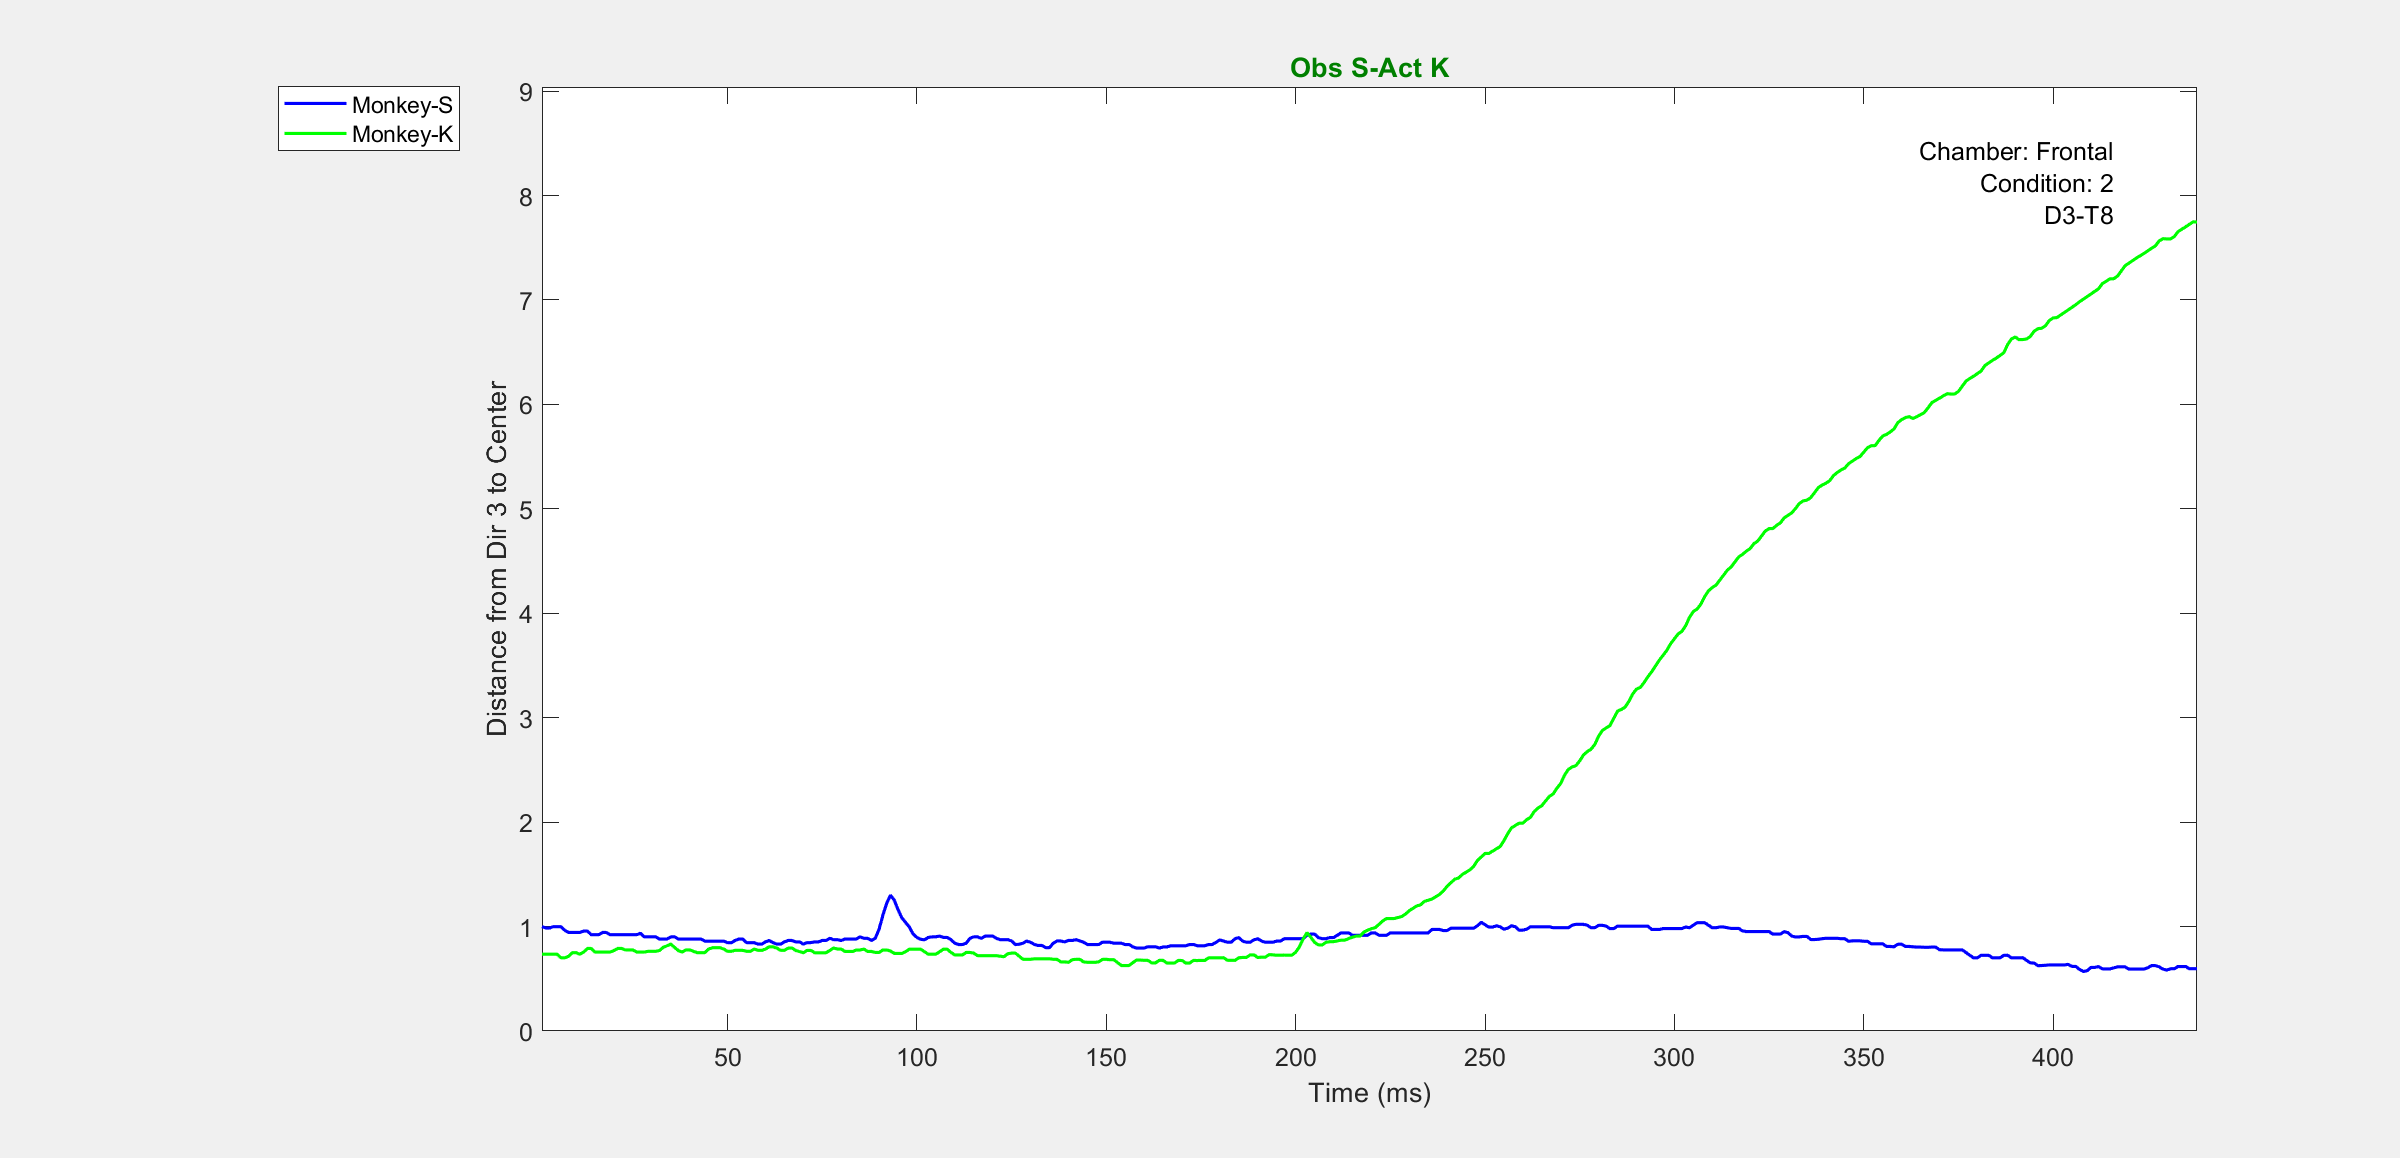 Obs S-Act K
Monkey-S
Monkey-K
Chamber: Frontal
Condition: 2
D3-T8
Distance from Dir 3 to Center
9
8
7
6
5
4
3
2
1
0
50 100 150 200 250 300 350 400
Time (ms)